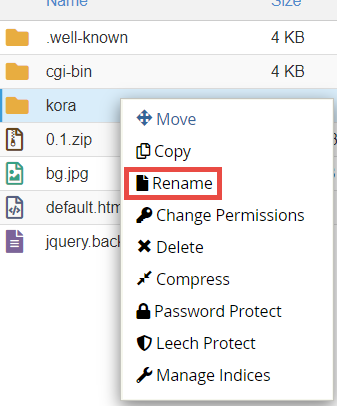 Name Size
.well-known 4 KB
cgi-bin 4 KB
kora
Move
0.1.zip
Copy
bg.jpg
Rename
default.htm
Change Permissions
jquery.back
Delete
Compress
Password Protect
Leech Protect
Manage Indices